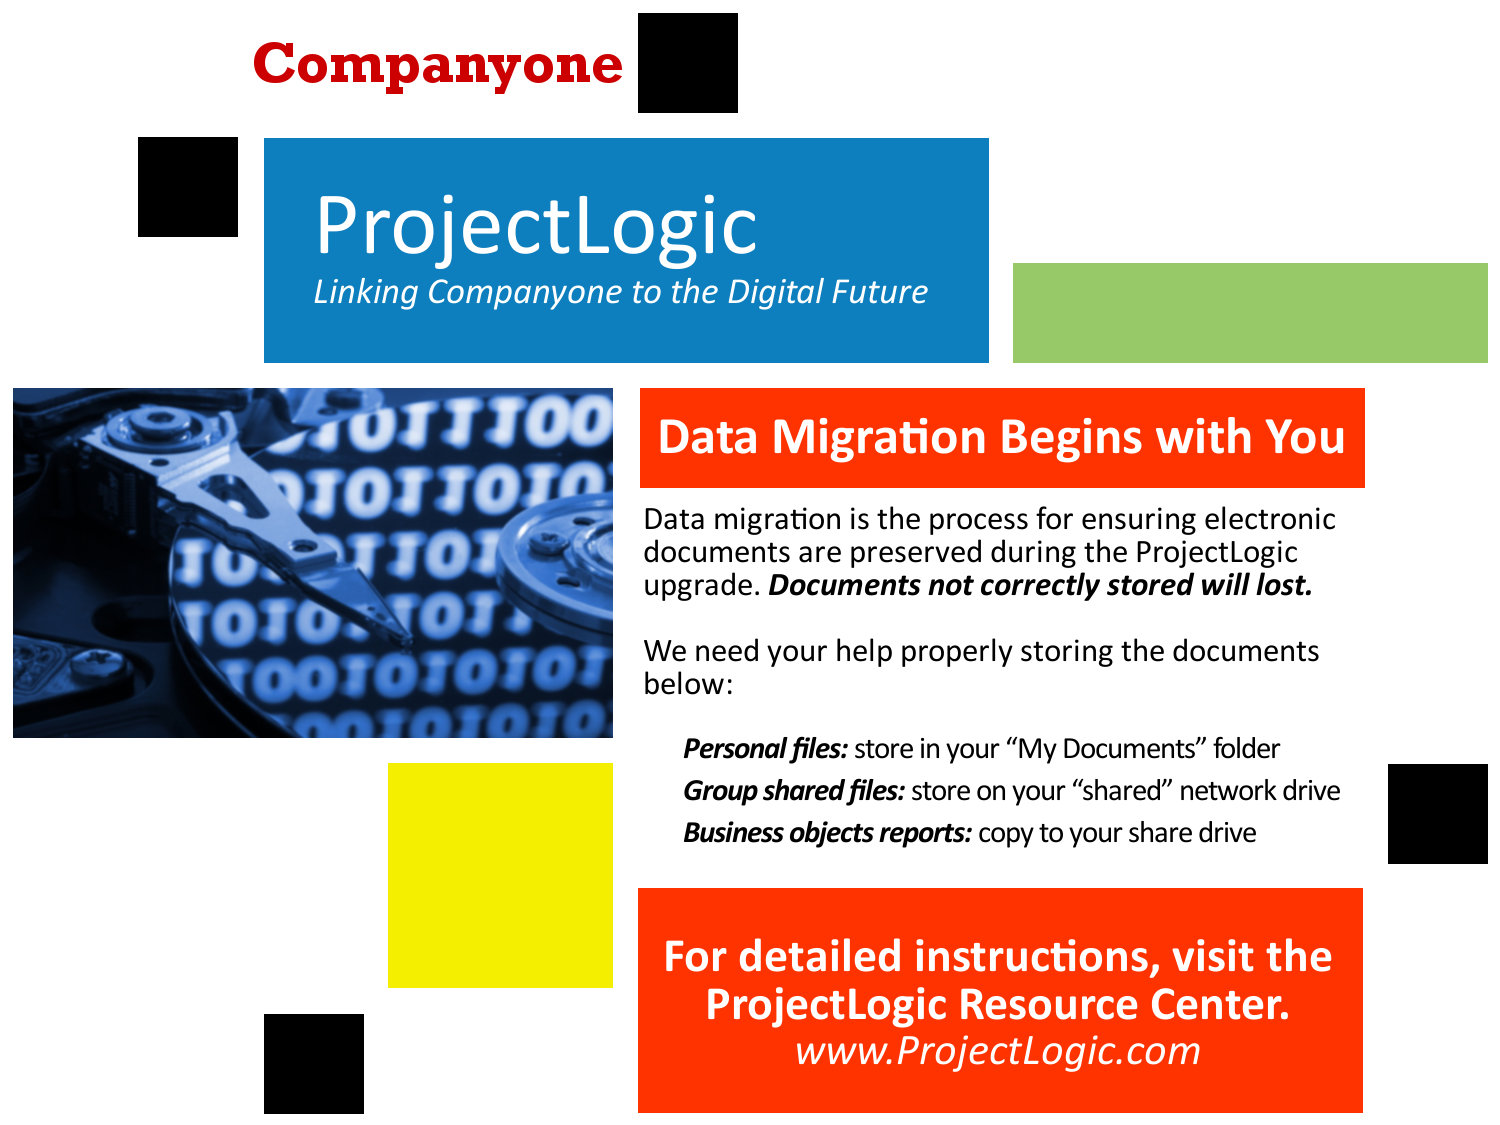 Companyone
ProjectLogic
Linking Companyone to the Digital Future
Data Migration Begins with You
Data migration is the process for ensuring electronic
documents are preserved during the ProjectLogic
upgrade. Documents not correctly stored will lost.
We need your help properly storing the documents
below:
Personal files: store in your “My Documents” folder
Group shared files: store on your “shared” network drive
Business objects reports: copy to your share drive
For detailed instructions, visit the
ProjectLogic Resource Center.
www.ProjectLogic.com